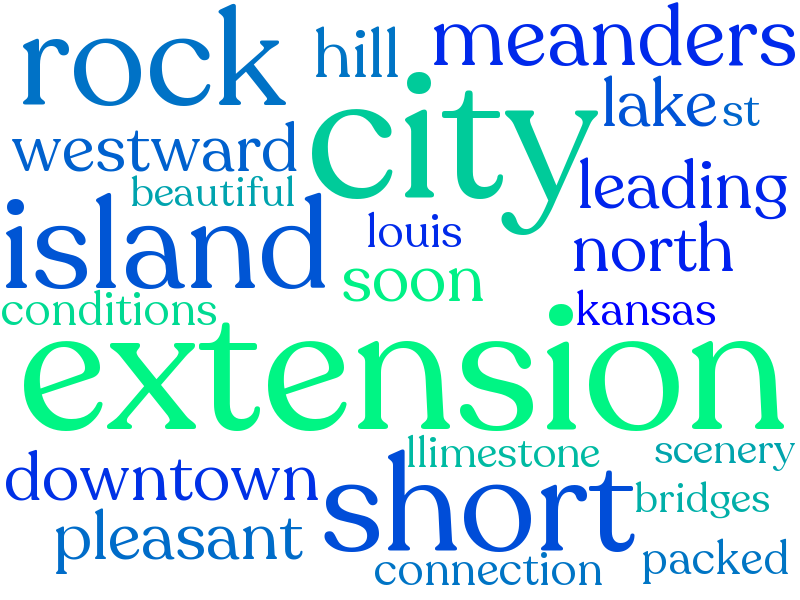 rock
hill
meanders
city
lake
st
westward
beautiful
leading
island
louis
north
soon
conditions
kansas
extension
llimestone
scenery
downtown
short
bridges
pleasant
connection
packed